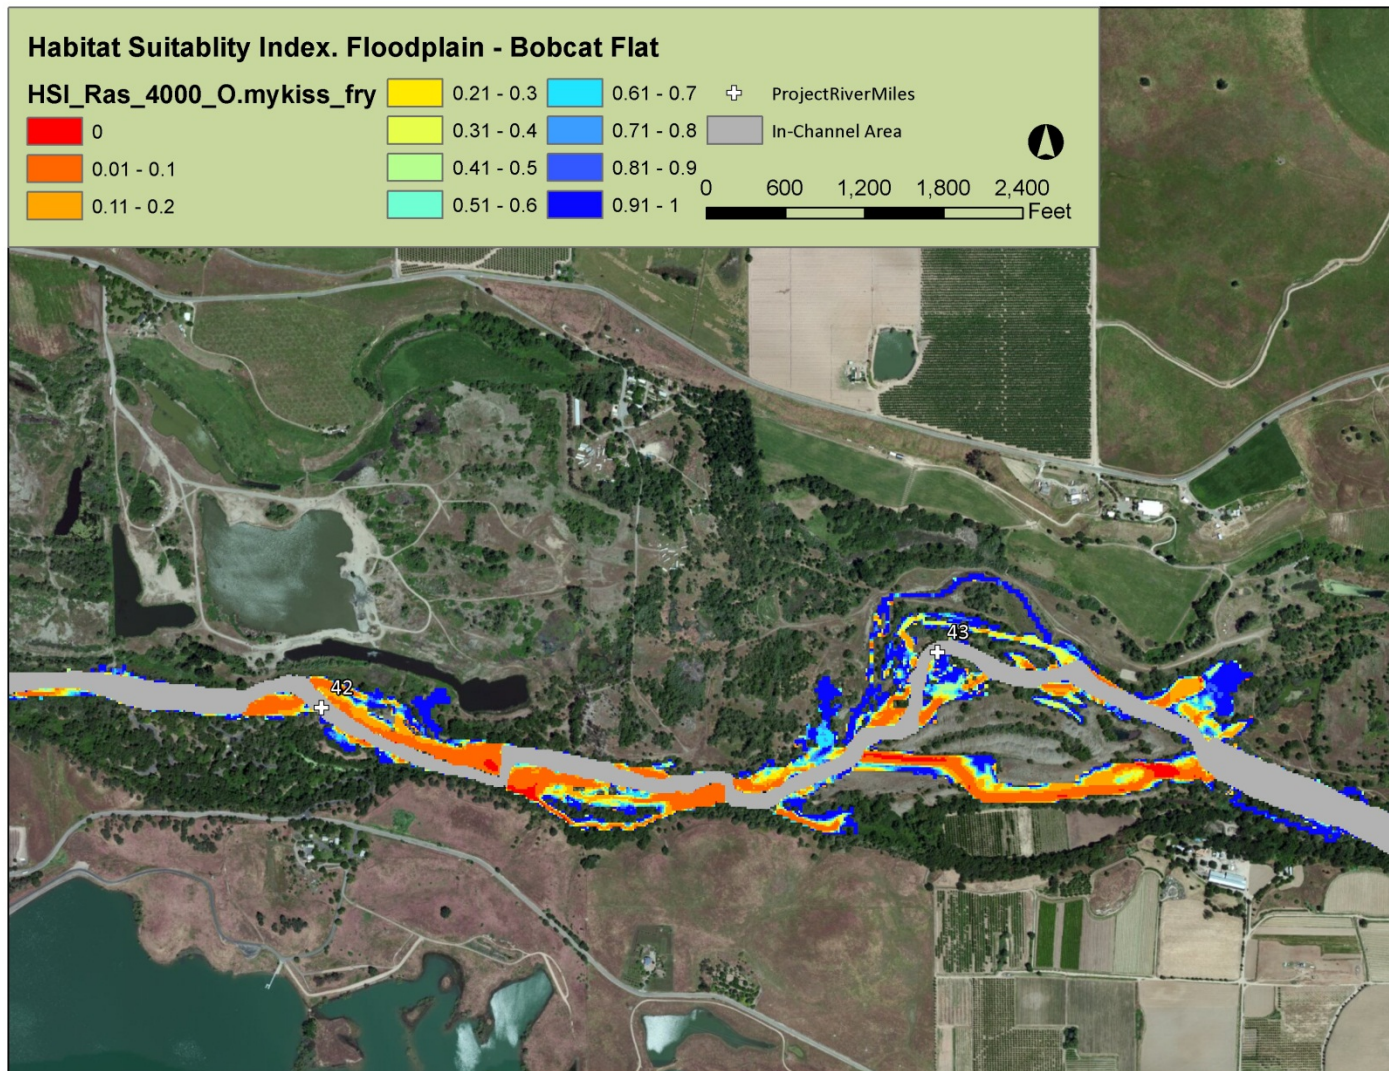 Habitat Suitablity Index. Floodplain - Bobcat Flat
HSI_Ras_4000_O.mykiss_fry
0
0.01 - 0.1
0.11 - 0.2
0.21 - 0.3
0.31 - 0.4
0.41 - 0.5
0.51 - 0.6
0.61 - 0.7
0.71 - 0.8
0.81 - 0.9
0.91 - 1
ProjectRiverMiles
In-Channel Area
0 600 1,200 1,800 2,400
Feet
43
42